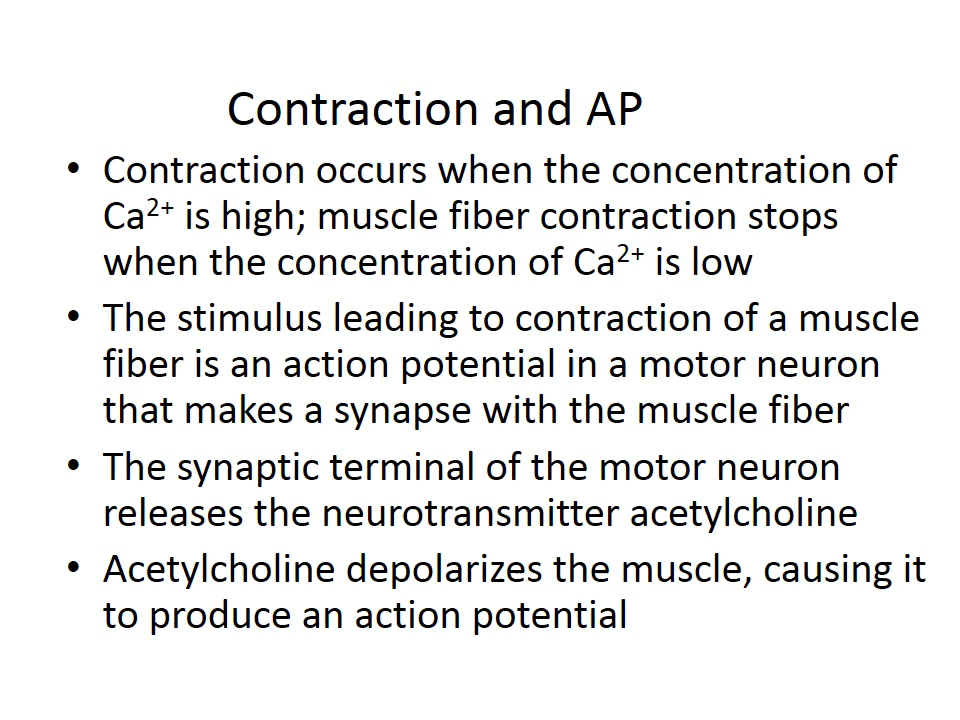 Contraction and AP
• Contraction occurs when the concentration of
Ca²⁺ is high; muscle fiber contraction stops
when the concentration of Ca²⁺ is low
• The stimulus leading to contraction of a muscle
fiber is an action potential in a motor neuron
that makes a synapse with the muscle fiber
• The synaptic terminal of the motor neuron
releases the neurotransmitter acetylcholine
• Acetylcholine depolarizes the muscle, causing it
to produce an action potential